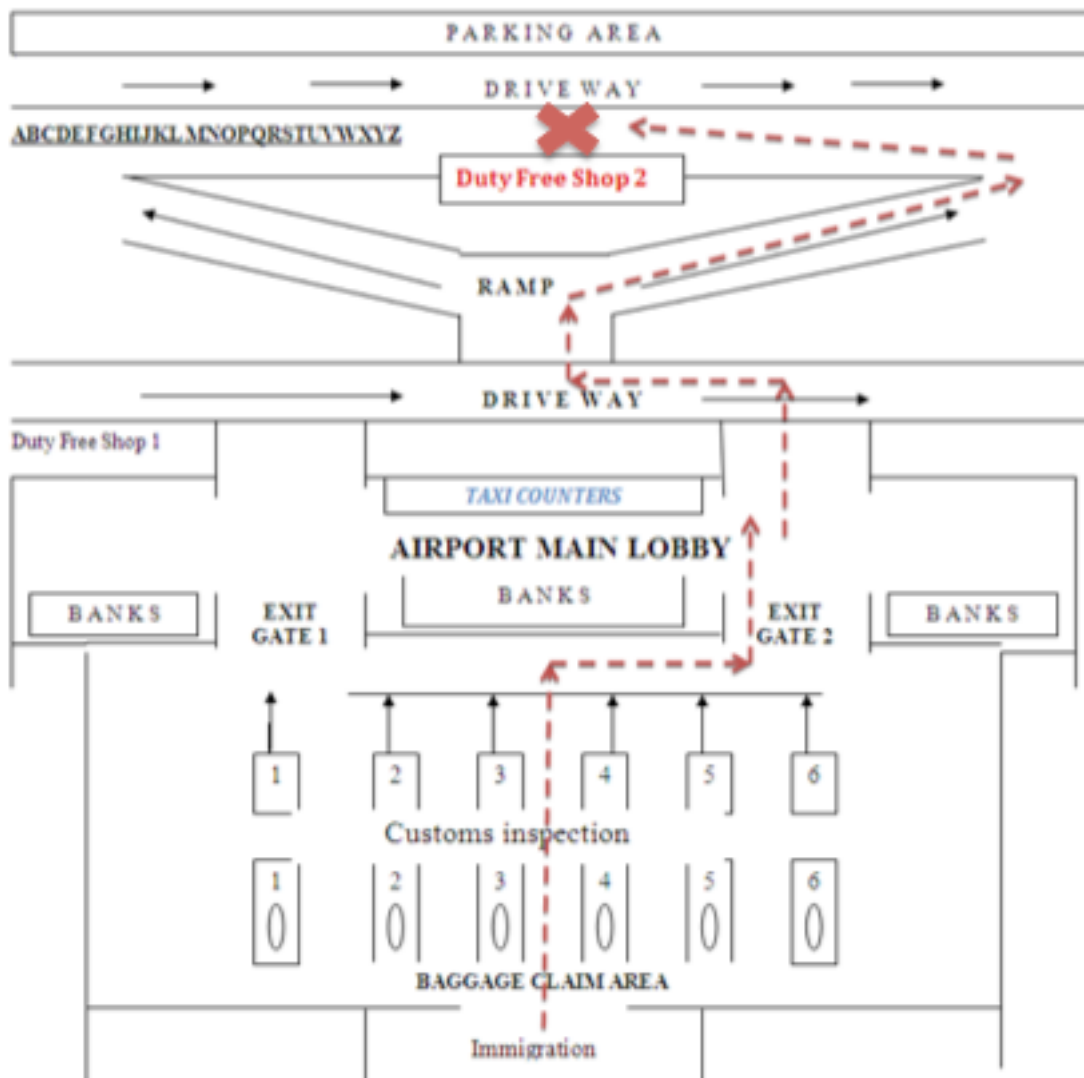 PARKING AREA
DRIVE WAY
ABCDEFGHIJKLMNOPQRSTUVWXYZ
Duty Free Shop 2
RAMP
DRIVE WAY
Duty Free Shop 1
TAXI COUNTERS
AIRPORT MAIN LOBBY
BANKS
BANKS
EXIT
GATE 1
EXIT
GATE 2
BANKS
1 2 3 4 5 6
Customs inspection
1 2 3 4 5 6
BAGGAGE CLAIM AREA
Immigration